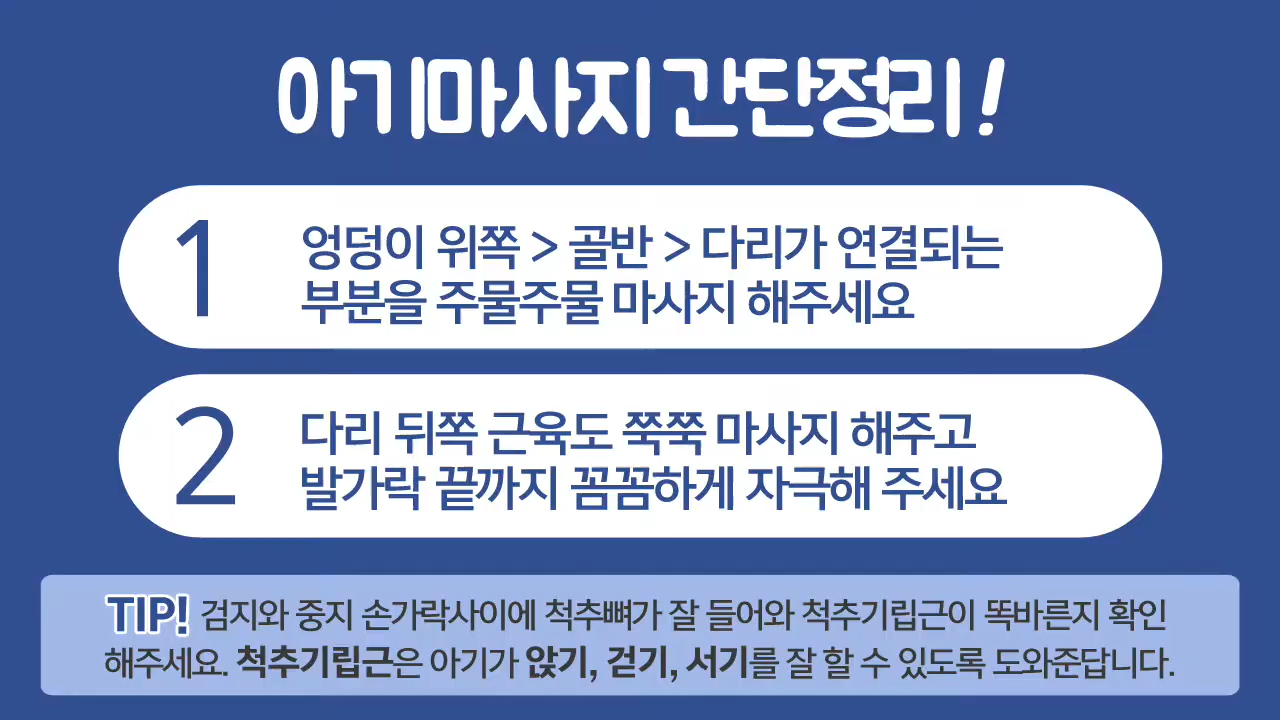 아기마사지 간단정리!
1
엉덩이 위쪽 > 골반 > 다리가 연결되는
부분을 주물주물 마사지 해주세요
2
다리 뒤쪽 근육도 쭉쭉 마사지 해주고
발가락 끝까지 꼼꼼하게 자극해 주세요
TIP! 검지와 중지 손가락사이에 척추뼈가 잘 들어와 척추기립근이 똑바른지 확인
해주세요. 척추기립근은 아기가 앉기, 걷기, 서기를 잘 할 수 있도록 도와준답니다.